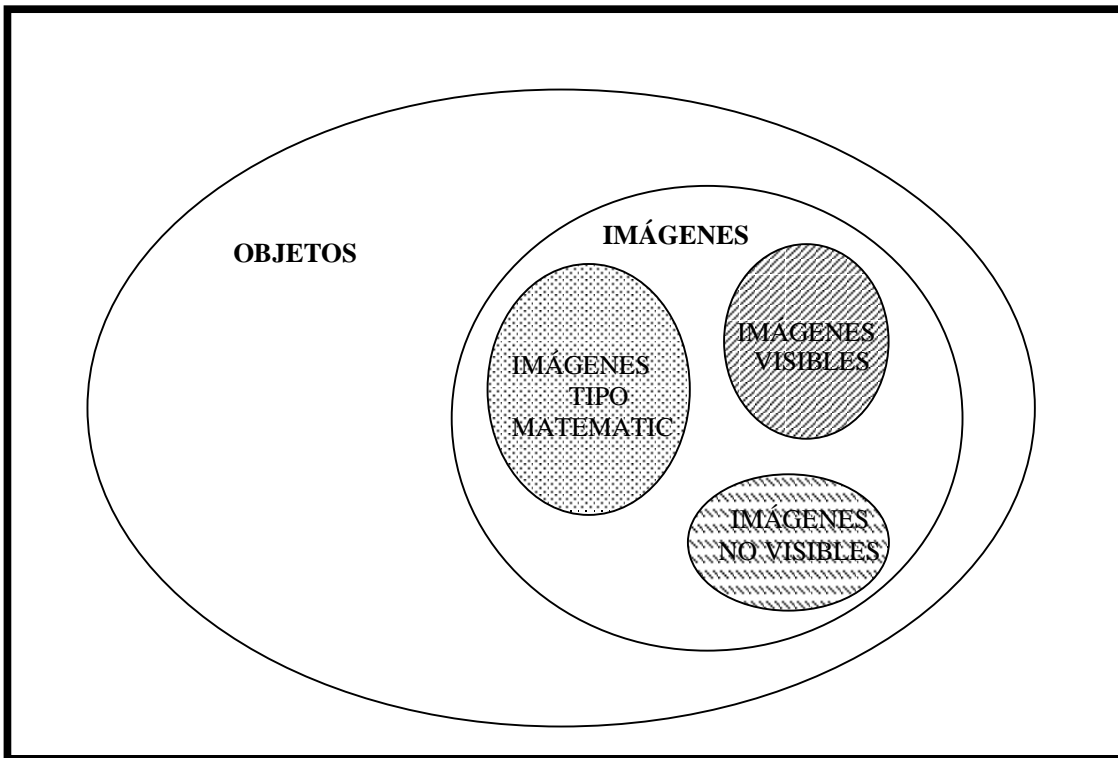 OBJETOS
IMÁGENES
IMÁGENES
TIPO
MATEMATIC
IMÁGENES
VISIBLES
IMÁGENES
NO VISIBLES